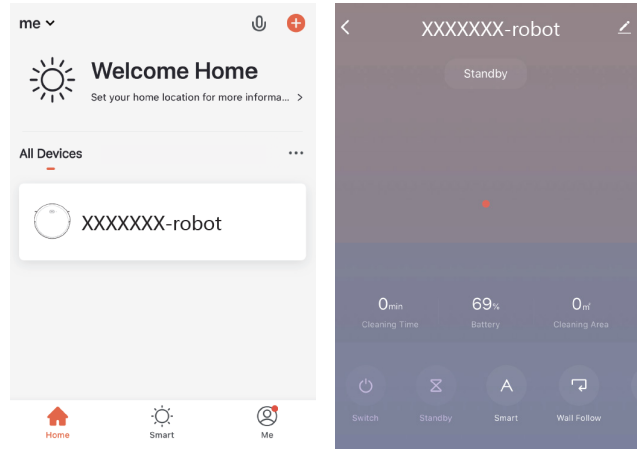 me
Welcome Home
Set your home location for more informa...
All Devices
XXXXXXX-robot
Home
Smart
Me
XXXXXXX-robot
Standby
0min
69%
0㎡
Cleaning Time
Battery
Cleaning Area
Switch
Standby
A
Smart
Wall Follow